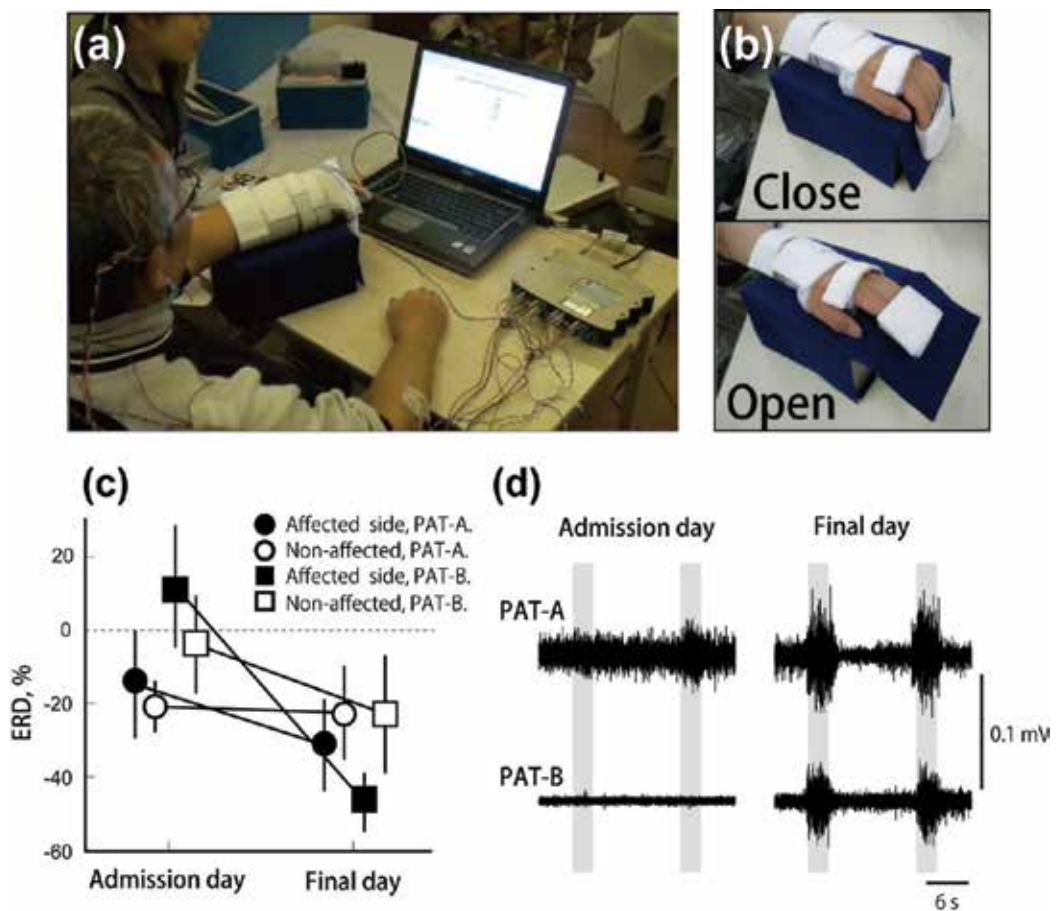 (a)
(b)
Close
Open
(c)
20
0
-20
-40
-60
ERD, %
Admission day
Final day
Affected side, PAT-A.
Non-affected, PAT-A.
Affected side, PAT-B.
Non-affected, PAT-B.
(d)
Admission day
Final day
PAT-A
PAT-B
0.1 mV
6 s